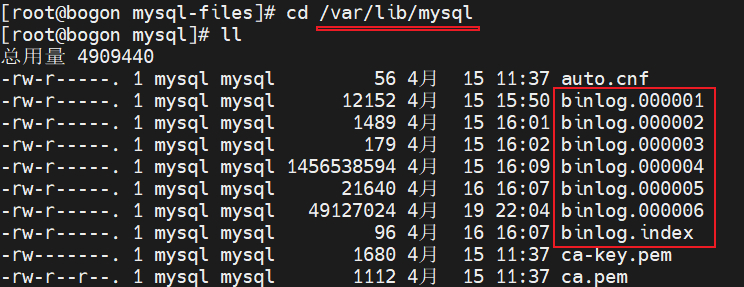 [root@bogon mysql-files]# cd /var/lib/mysql
[root@bogon mysql]# ll
总用量 4909440
-rw-r-----. 1 mysql mysql         56 4月  15 11:37 auto.cnf
-rw-r-----. 1 mysql mysql      12152 4月  15 15:50 binlog.000001
-rw-r-----. 1 mysql mysql       1489 4月  15 16:01 binlog.000002
-rw-r-----. 1 mysql mysql        179 4月  15 16:02 binlog.000003
-rw-r-----. 1 mysql mysql 1456538594 4月  15 16:09 binlog.000004
-rw-r-----. 1 mysql mysql      21640 4月  16 16:07 binlog.000005
-rw-r-----. 1 mysql mysql   49127024 4月  19 22:04 binlog.000006
-rw-r-----. 1 mysql mysql         96 4月  16 16:07 binlog.index
-rw-------. 1 mysql mysql       1680 4月  15 11:37 ca-key.pem
-rw-r--r--. 1 mysql mysql       1112 4月  15 11:37 ca.pem